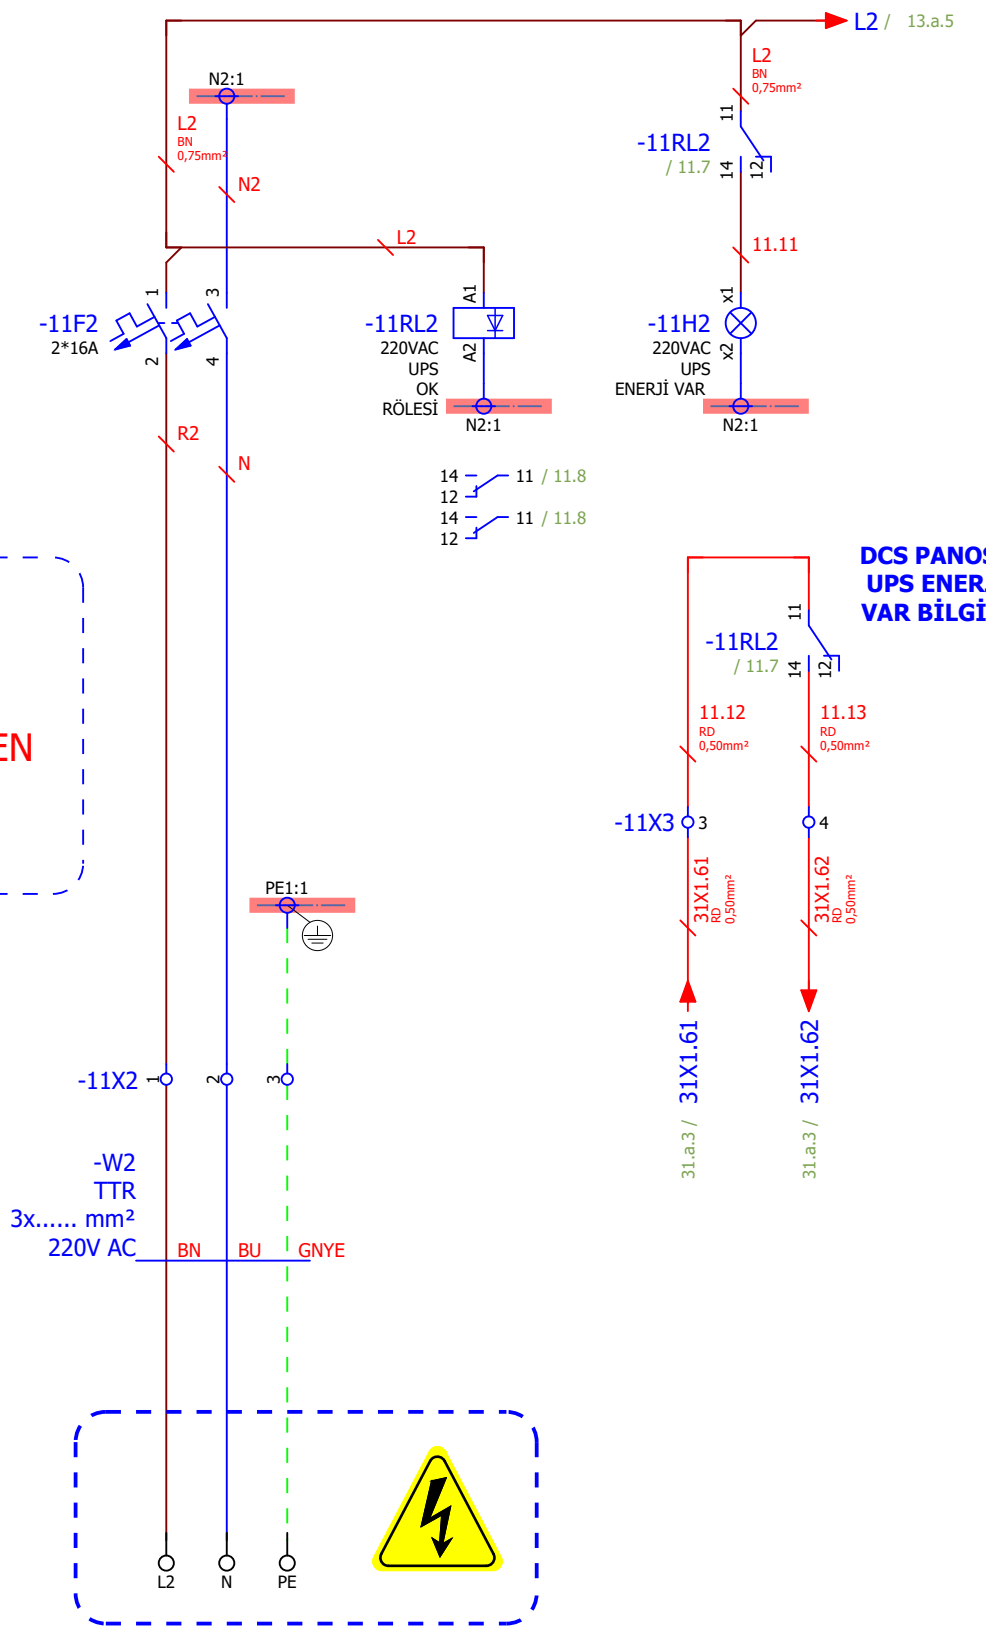 L2 / 13.a.5
N2:1
L2
BN
0,75mm²
N2
L2
BN
0,75mm²
11
-11RL2
/ 11.7
14
12
L2
11.11
1
3
-11F2
2*16A
2
4
A1
-11RL2
220VAC
UPS
OK
RÖLESİ
A2
N2:1
x1
-11H2
220VAC
UPS
ENERJİ VAR
x2
N2:1
R2
N
14 11 / 11.8
12
14 11 / 11.8
12
DCS PANOS
UPS ENERJ
VAR BİLGİ
11
-11RL2
/ 11.7
14
12
EN
11.12
RD
0,50mm²
11.13
RD
0,50mm²
-11X3
3
4
31X1.61
RD
0,50mm²
31X1.62
RD
0,50mm²
PE1:1
31.a.3 / 31X1.61
31.a.3 / 31X1.62
-11X2
1
2
3
-W2
TTR
3x...... mm²
220V AC
BN
BU
GNYE
L2
N
PE